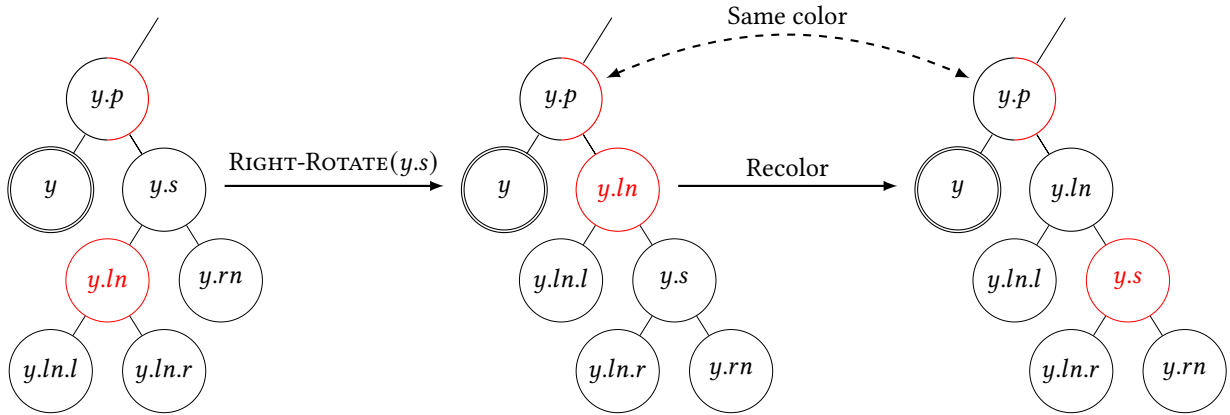 Same color
y.p
y.p
y.p
Right-Rotate(y.s)
Recolor
y
y.s
y
y.ln
y
y.ln
y.ln
y.rn
y.ln.l
y.s
y.ln.l
y.s
y.ln.l
y.ln.r
y.ln.r
y.rn
y.ln.r
y.rn